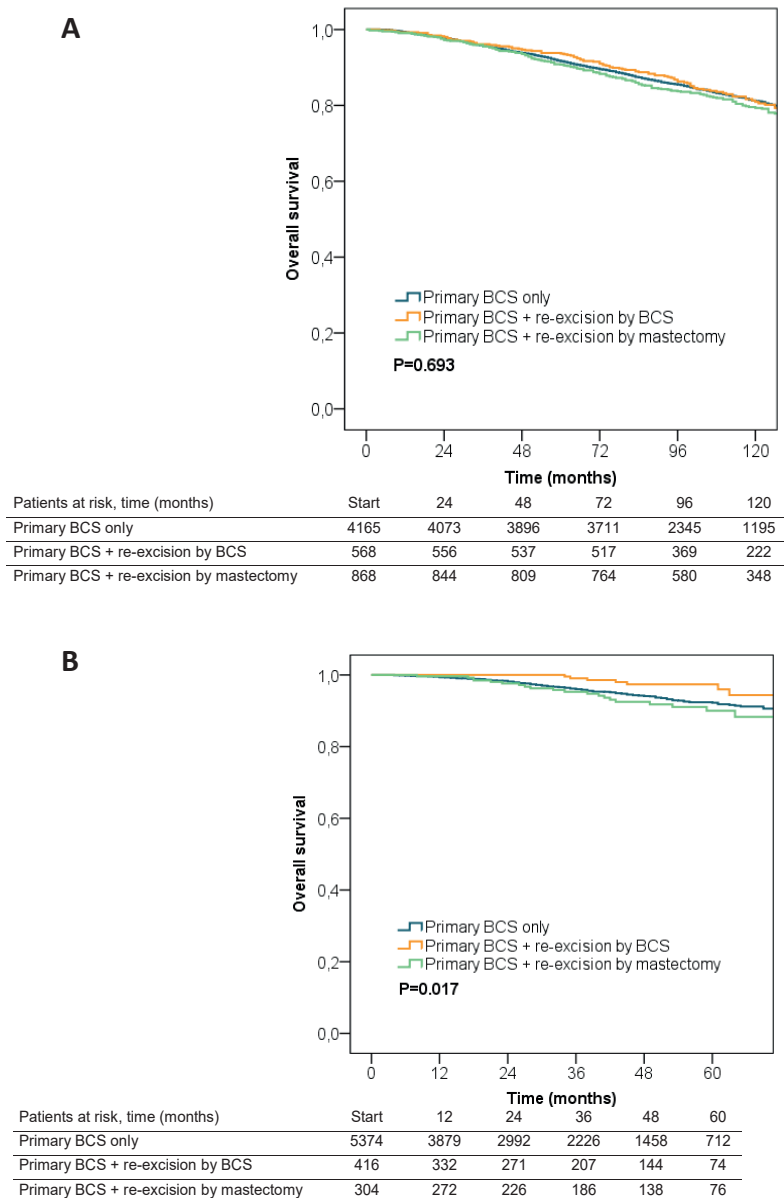 A
1,0
0,8
0,6
0,4
0,2
0,0
Overall survival
Primary BCS only
Primary BCS + re-excision by BCS
Primary BCS + re-excision by mastectomy
P=0.693
0 24 48 72 96 120
Time (months)
Patients at risk, time (months) Start 24 48 72 96 120
Primary BCS only 4165 4073 3896 3711 2345 1195
Primary BCS + re-excision by BCS 568 556 537 517 369 222
Primary BCS + re-excision by mastectomy 868 844 809 764 580 348
B
1,0
0,8
0,6
0,4
0,2
0,0
Overall survival
Primary BCS only
Primary BCS + re-excision by BCS
Primary BCS + re-excision by mastectomy
P=0.017
0 12 24 36 48 60
Time (months)
Patients at risk, time (months) Start 12 24 36 48 60
Primary BCS only 5374 3879 2992 2226 1458 712
Primary BCS + re-excision by BCS 416 332 271 207 144 74
Primary BCS + re-excision by mastectomy 304 272 226 186 138 76